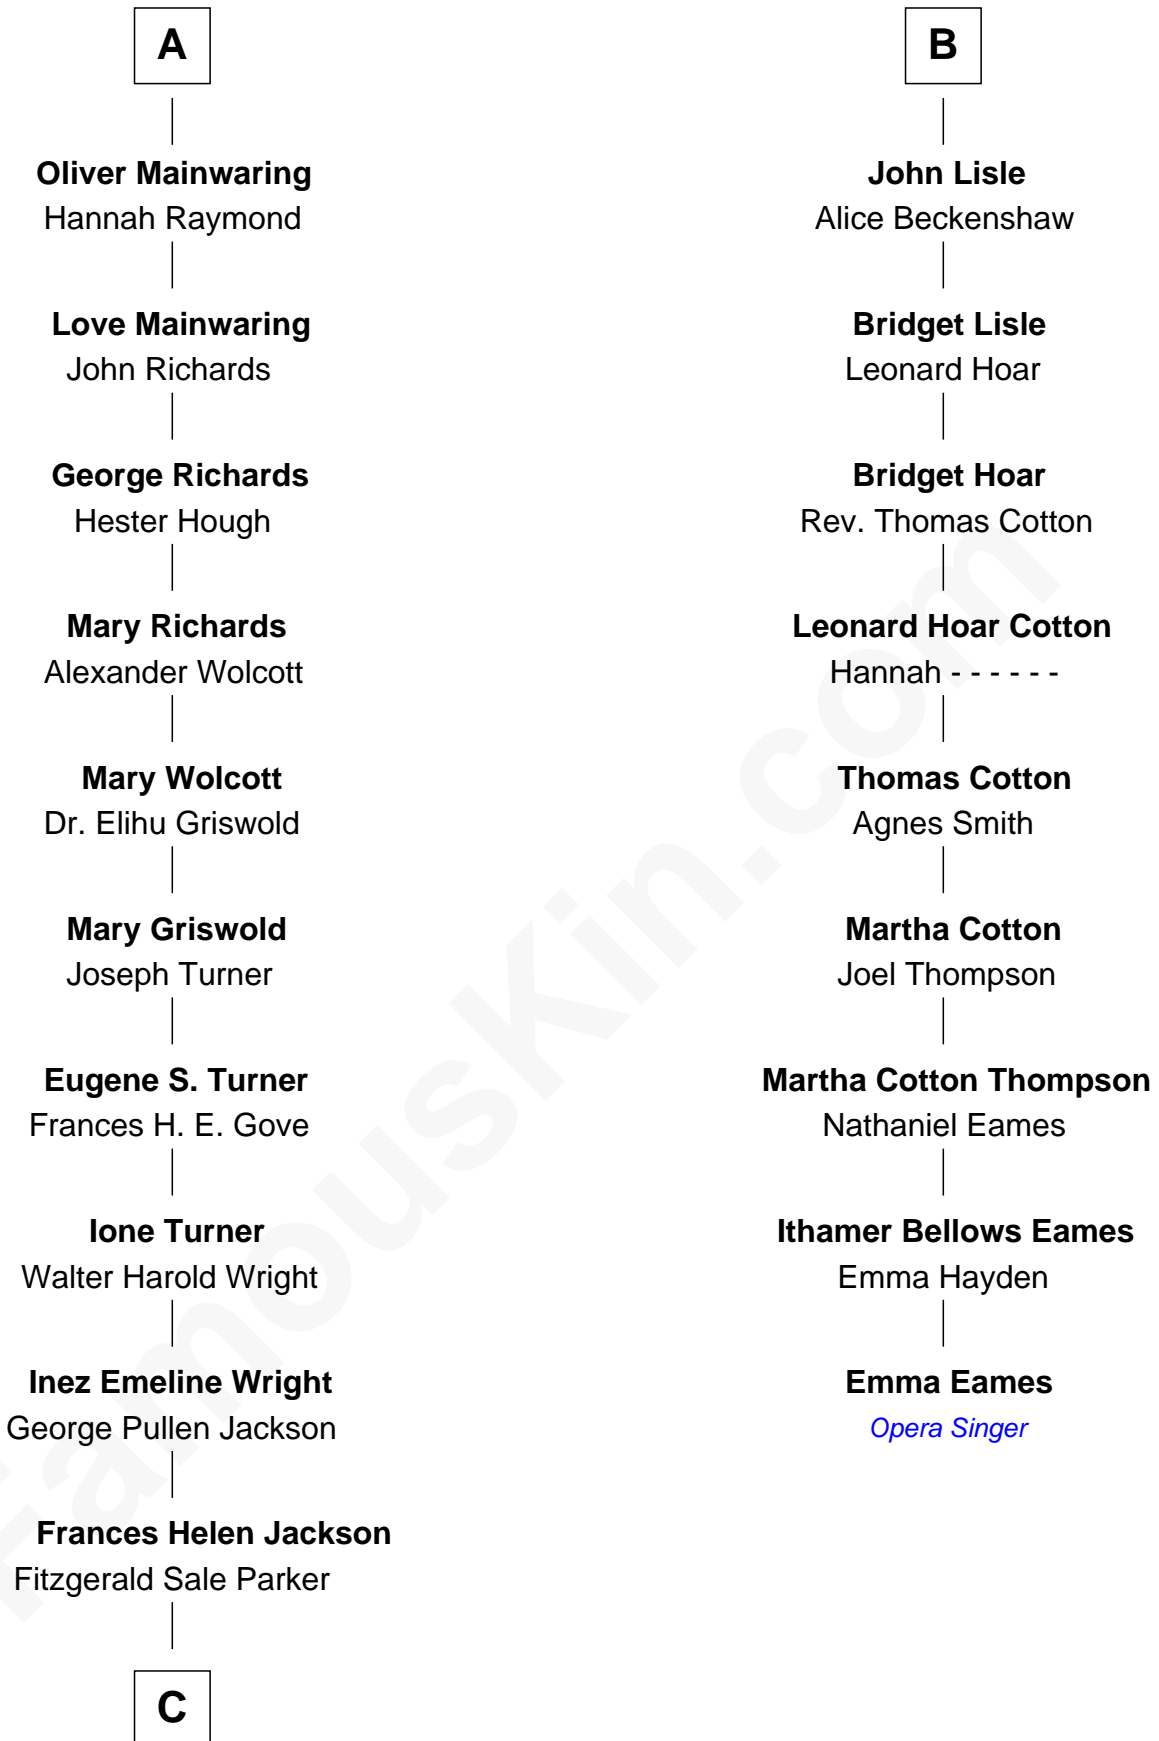 A
Oliver Mainwaring
Hannah Raymond
Love Mainwaring
John Richards
George Richards
Hester Hough
Mary Richards
Alexander Wolcott
Mary Wolcott
Dr. Elihu Griswold
Mary Griswold
Joseph Turner
Eugene S. Turner
Frances H. E. Gove
Ione Turner
Walter Harold Wright
Inez Emeline Wright
George Pullen Jackson
Frances Helen Jackson
Fitzgerald Sale Parker
C
B
John Lisle
Alice Beckenshaw
Bridget Lisle
Leonard Hoar
Bridget Hoar
Rev. Thomas Cotton
Leonard Hoar Cotton
Hannah - - - - - -
Thomas Cotton
Agnes Smith
Martha Cotton
Joel Thompson
Martha Cotton Thompson
Nathaniel Eames
Ithamer Bellows Eames
Emma Hayden
Emma Eames
Opera Singer
FamousKin.com